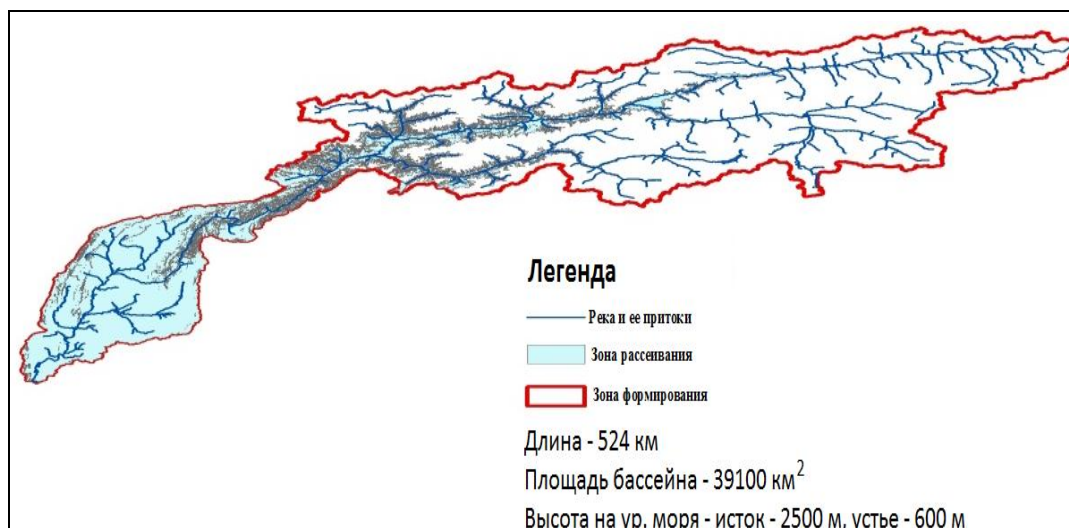 Легенда
Река и ее притоки
Зона рассеивания
Зона формирования
Длина - 524 км
Площадь бассейна - 39100 км²
Высота на ур. моря - исток - 2500 м, устье - 600 м